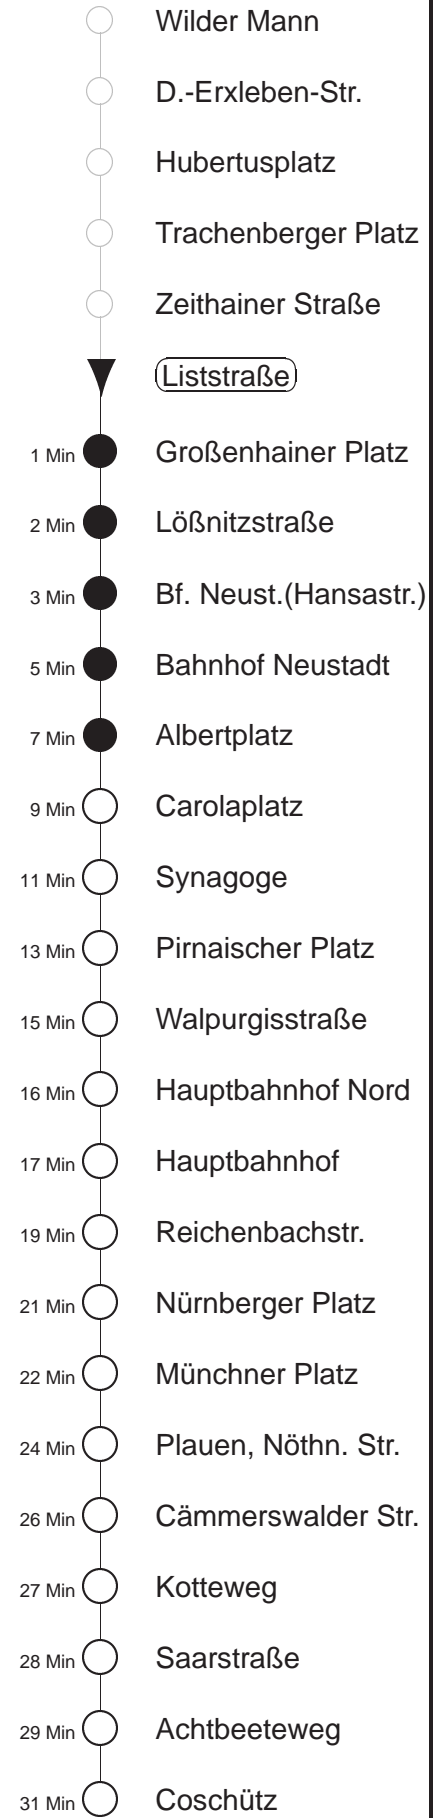 Wilder Mann
D.-Erxleben-Str.
Hubertusplatz
Trachenberger Platz
Zeithainer Straße
Liststraße
1 Min Großenhainer Platz
2 Min Lößnitzstraße
3 Min Bf. Neust.(Hansastr.)
5 Min Bahnhof Neustadt
7 Min Albertplatz
9 Min Carolaplatz
11 Min Synagoge
13 Min Pirnaischer Platz
15 Min Walpurgisstraße
16 Min Hauptbahnhof Nord
17 Min Hauptbahnhof
19 Min Reichenbachstr.
21 Min Nürnberger Platz
22 Min Münchner Platz
24 Min Plauen, Nöthn. Str.
26 Min Cämmerswalder Str.
27 Min Kotteweg
28 Min Saarstraße
29 Min Achtbeeteweg
31 Min Coschütz